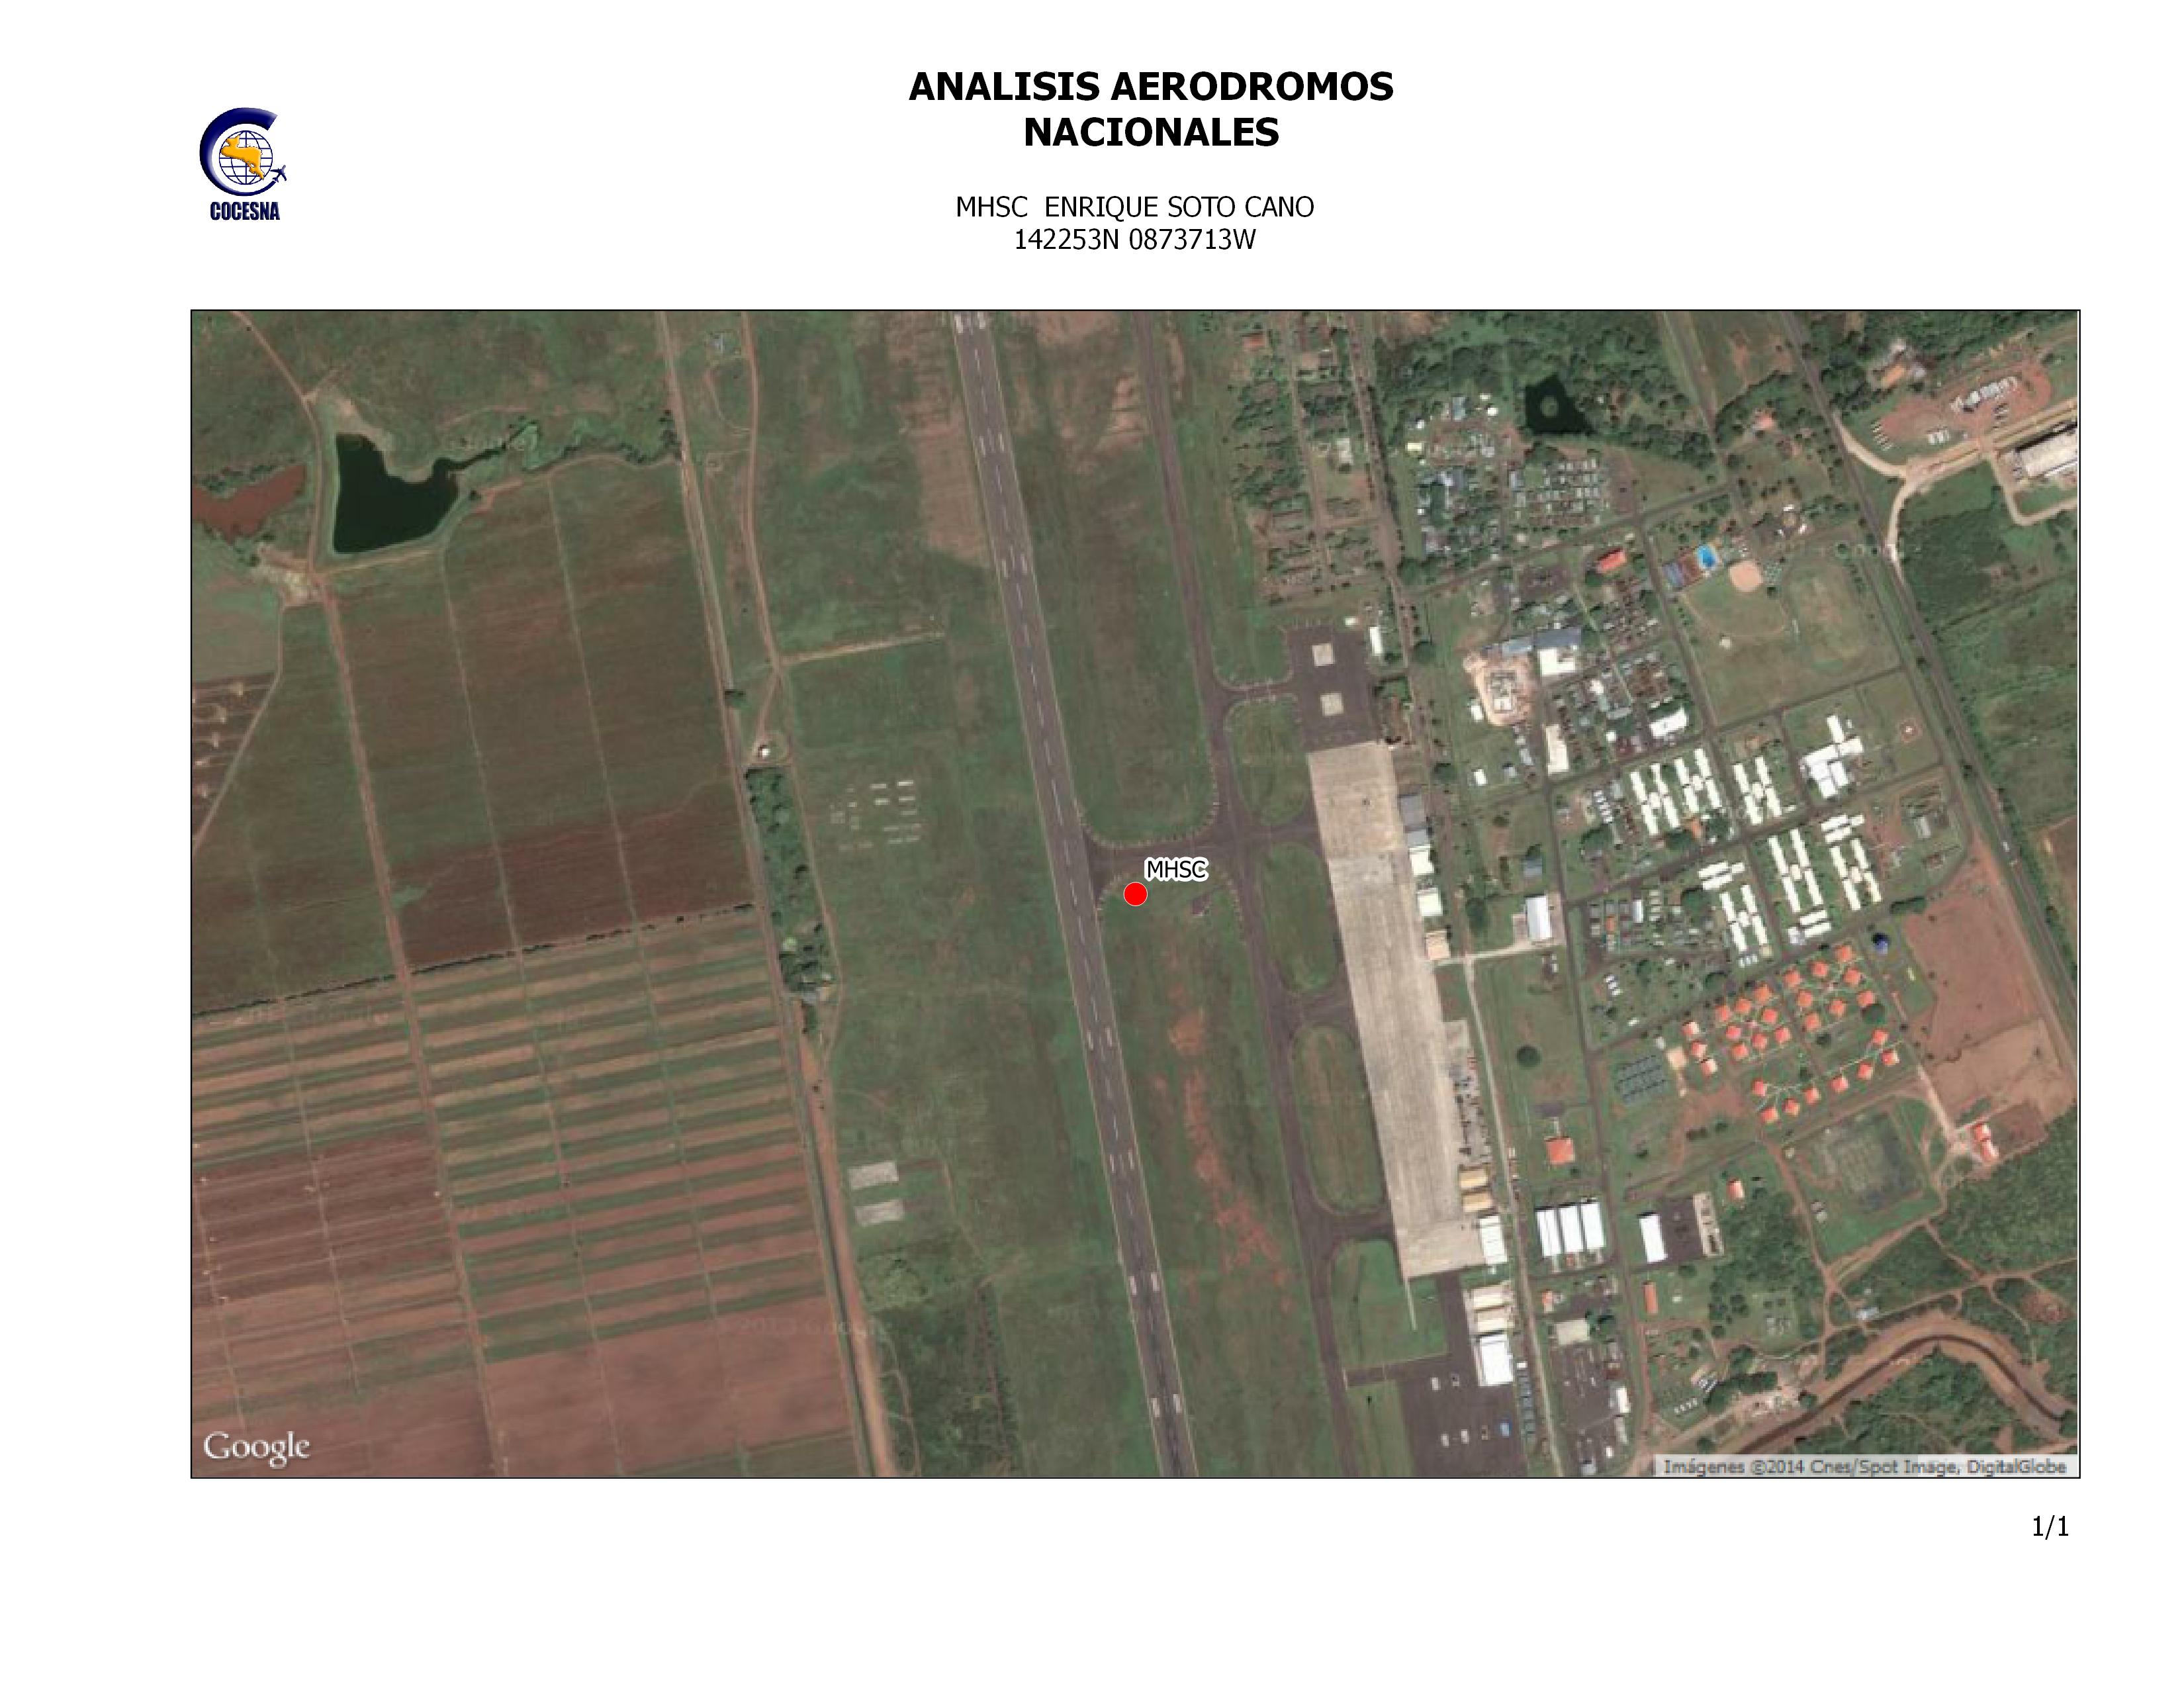 ANALISIS AERODROMOS
NACIONALES
COCESNA
MHSC ENRIQUE SOTO CANO
142253N 0873713W
MHSC
Google
Imágenes ©2014 Cnes/Spot Image, DigitalGlobe
1/1